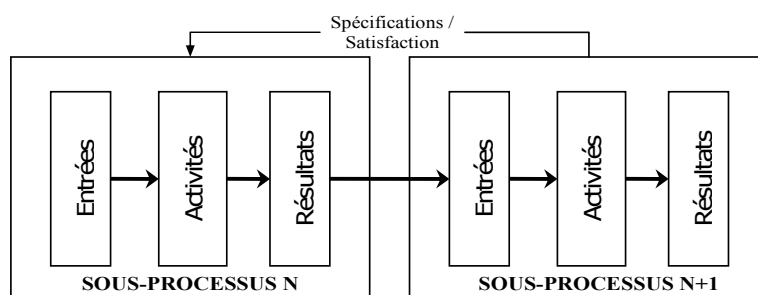 Spécifications /
Satisfaction
Entrées
Activités
Résultats
SOUS-PROCESSUS N
Entrées
Activités
Résultats
SOUS-PROCESSUS N+1